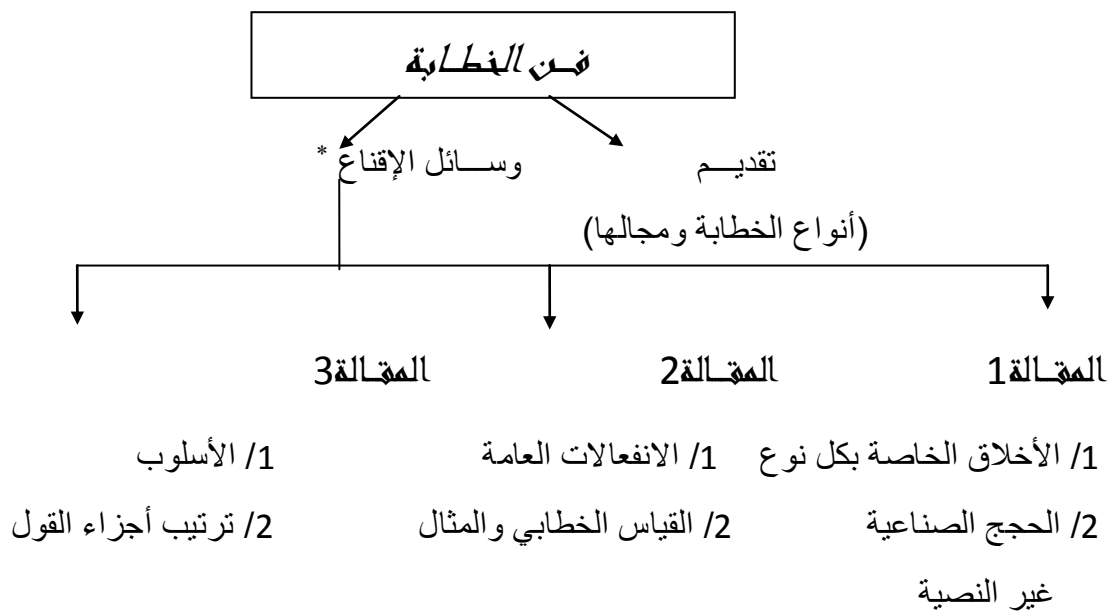 فن الخطابة
تقديم وسائل الإقناع *
(أنواع الخطابة ومجالها)
المقالة1 المقالة2 المقالة3
1/ الأخلاق الخاصة بكل نوع 1/ الانفعالات العامة 1/ الأسلوب
2/ الحجج الصناعية 2/ القياس الخطابي والمثال 2/ ترتيب أجزاء القول
غير النصية